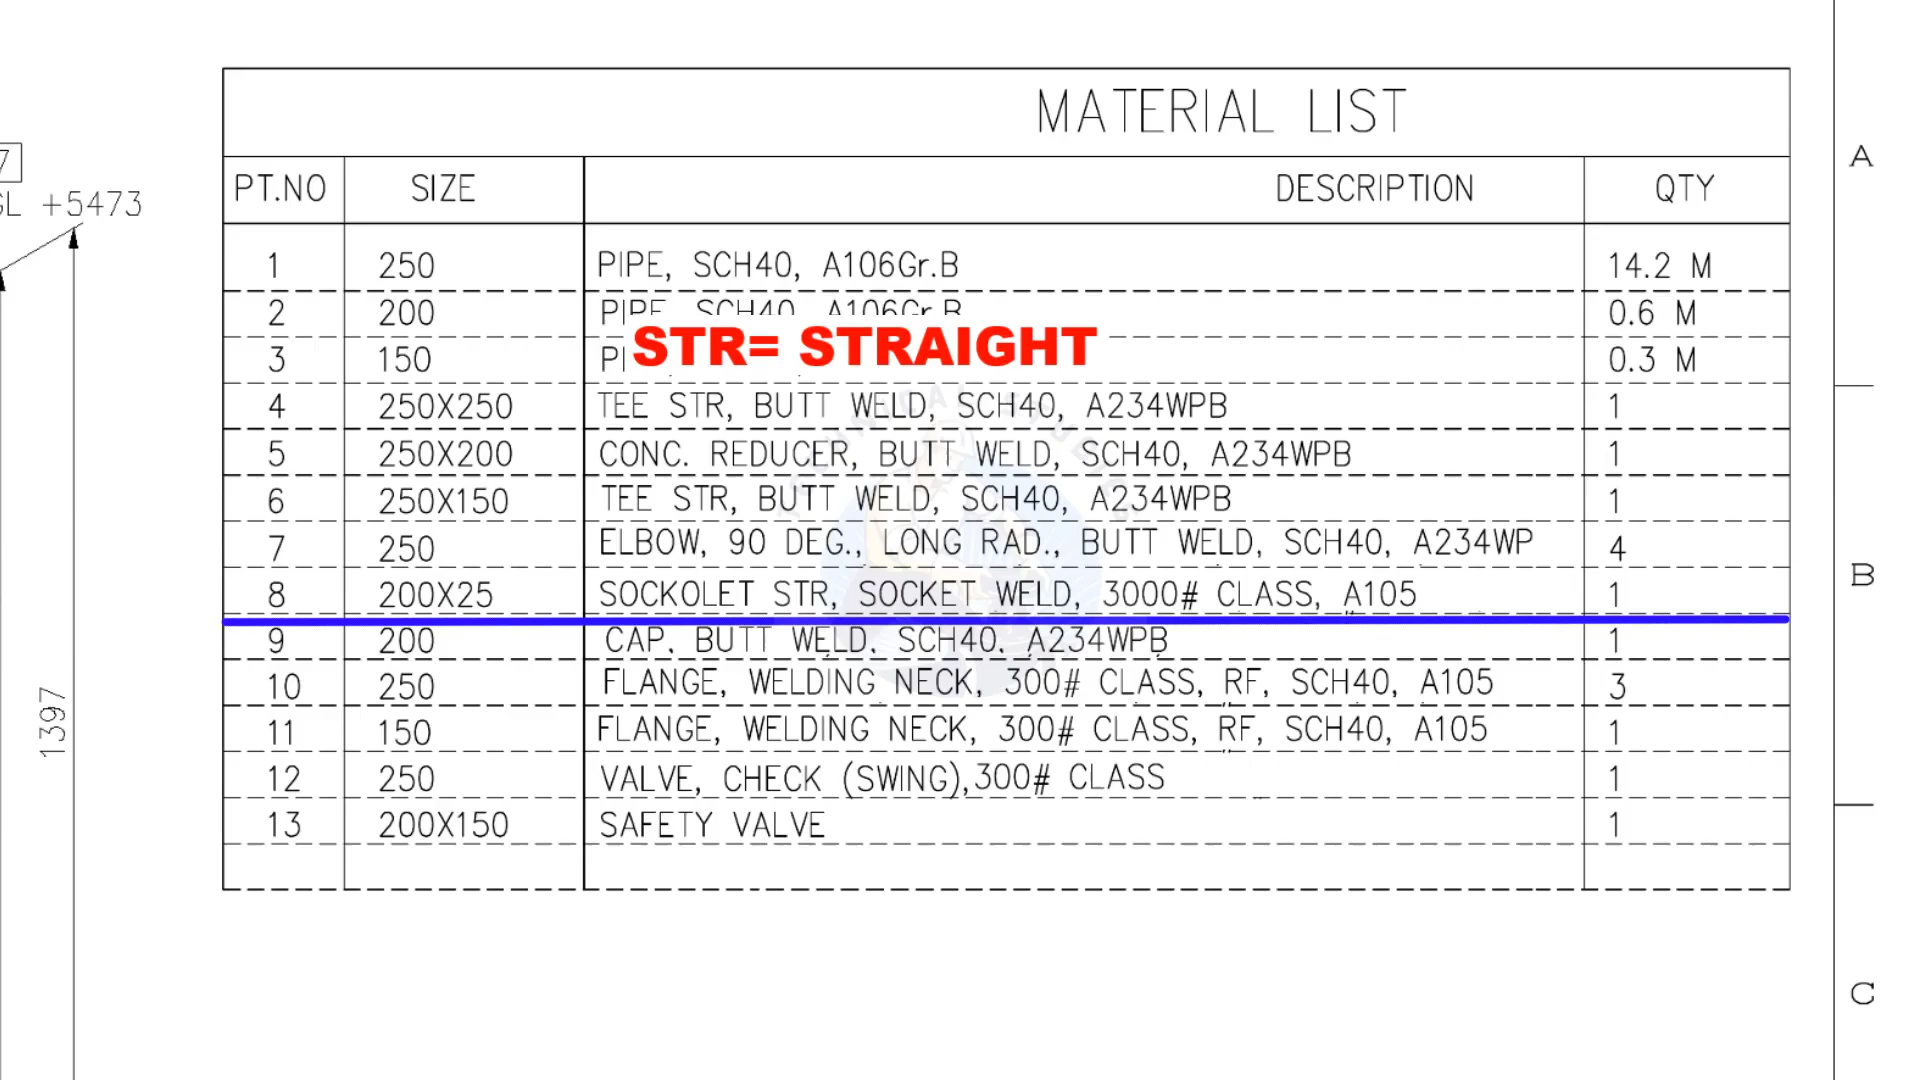 MATERIAL LIST
PT.NO SIZE DESCRIPTION QTY
1 250 PIPE, SCH40, A106Gr.B 14.2 M
2 200 PIPE, SCH40, A106Gr.B 0.6 M
STR= STRAIGHT
3 150 0.3 M
4 250X250 TEE STR, BUTT WELD, SCH40, A234WPB 1
5 250X200 CONC. REDUCER, BUTT WELD, SCH40, A234WPB 1
6 250X150 TEE STR, BUTT WELD, SCH40, A234WPB 1
7 250 ELBOW, 90 DEG., LONG RAD., BUTT WELD, SCH40, A234WP 4
8 200X25 SOCKOLET STR, SOCKET WELD, 3000# CLASS, A105 1
9 200 CAP, BUTT WELD, SCH40, A234WPB 1
10 250 FLANGE, WELDING NECK, 300# CLASS, RF, SCH40, A105 3
11 150 FLANGE, WELDING NECK, 300# CLASS, RF, SCH40, A105 1
12 250 VALVE, CHECK (SWING),300# CLASS 1
13 200X150 SAFETY VALVE 1
7
GL +5473
1397
A
B
C